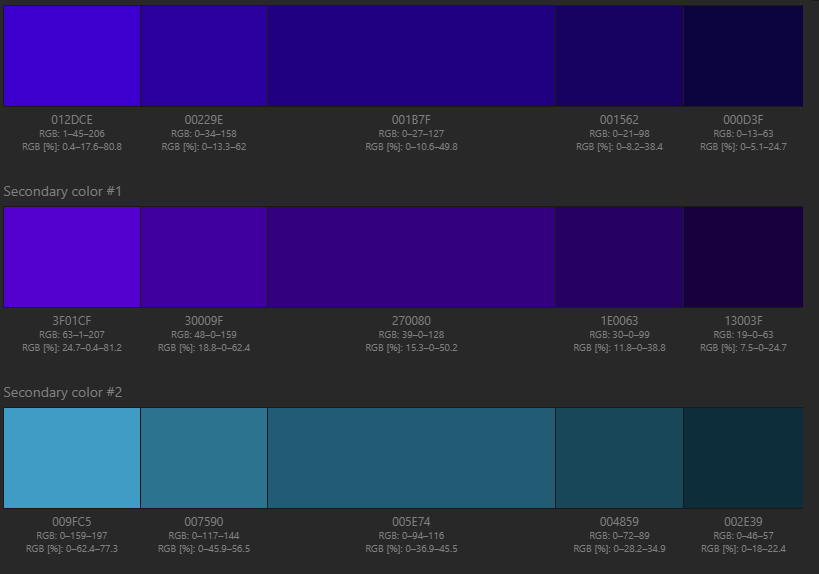 012DCE 00229E 001B7F 001562 000D3F
RGB: 1–45–206 RGB: 0–34–158 RGB: 0–27–127 RGB: 0–21–98 RGB: 0–13–63
RGB [%]: 0.4–17.6–80.8 RGB [%]: 0–13.3–62 RGB [%]: 0–10.6–49.8 RGB [%]: 0–8.2–38.4 RGB [%]: 0–5.1–24.7
Secondary color #1
3F01CF 30009F 270080 1E0063 13003F
RGB: 63–1–207 RGB: 48–0–159 RGB: 39–0–128 RGB: 30–0–99 RGB: 19–0–63
RGB [%]: 24.7–0.4–81.2 RGB [%]: 18.8–0–62.4 RGB [%]: 15.3–0–50.2 RGB [%]: 11.8–0–38.8 RGB [%]: 7.5–0–24.7
Secondary color #2
009FC5 007590 005E74 004859 002E39
RGB: 0–159–197 RGB: 0–117–144 RGB: 0–94–116 RGB: 0–72–89 RGB: 0–46–57
RGB [%]: 0–62.4–77.3 RGB [%]: 0–45.9–56.5 RGB [%]: 0–36.9–45.5 RGB [%]: 0–28.2–34.9 RGB [%]: 0–18–22.4